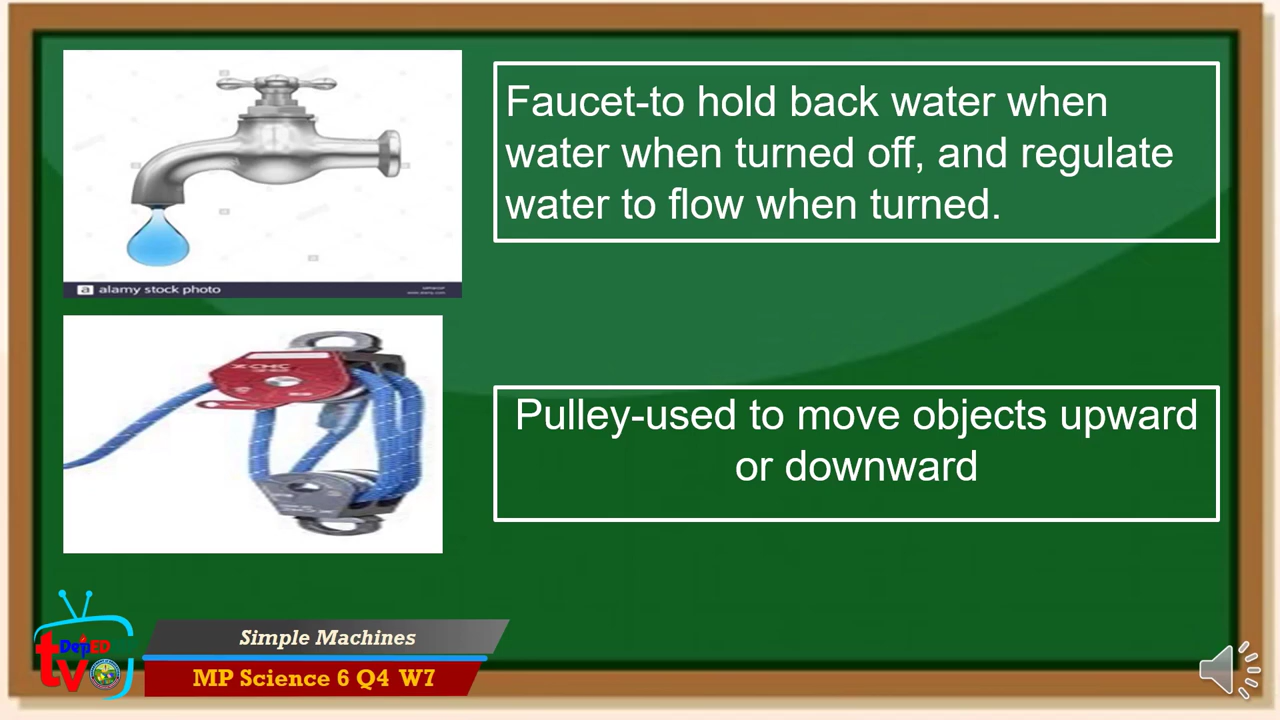 Faucet-to hold back water when
water when turned off, and regulate
water to flow when turned.
a alamy stock photo
CMC
Pulley-used to move objects upward
or downward
DepED
tv
Simple Machines
MP Science 6 Q4 W7